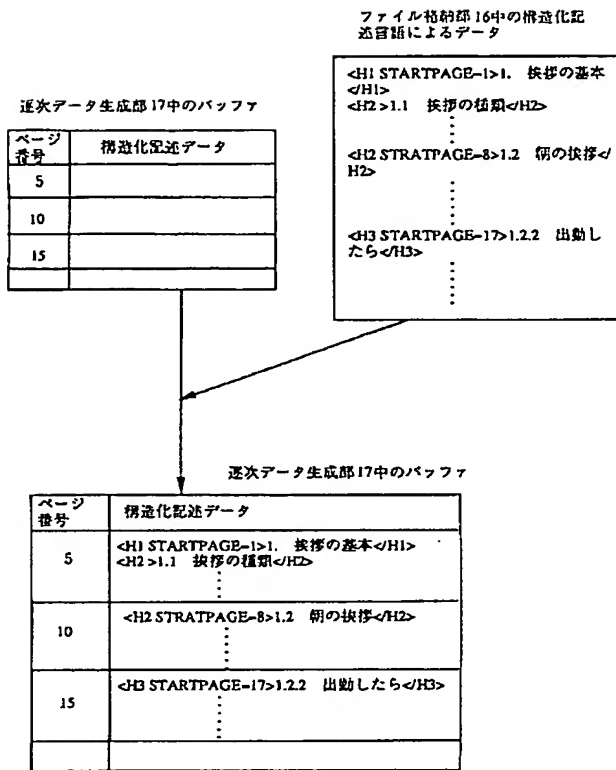 ファイル格納部16中の構造化記
述言語によるデータ
<H1 STARTPAGE=1>1. 挨拶の基本
</H1>
<H2>1.1 挨拶の種類</H2>
<H2 STRATPAGE=8>1.2 朝の挨拶</
H2>
<H3 STARTPAGE=17>1.2.2 出勤し
たら</H3>
逐次データ生成部17中のバッファ
ページ
番号
構造化記述データ
5
10
15
逐次データ生成部17中のバッファ
ページ
番号
構造化記述データ
5
<H1 STARTPAGE=1>1. 挨拶の基本</H1>
<H2>1.1 挨拶の種類</H2>
10
<H2 STRATPAGE=8>1.2 朝の挨拶</H2>
15
<H3 STARTPAGE=17>1.2.2 出勤したら</H3>